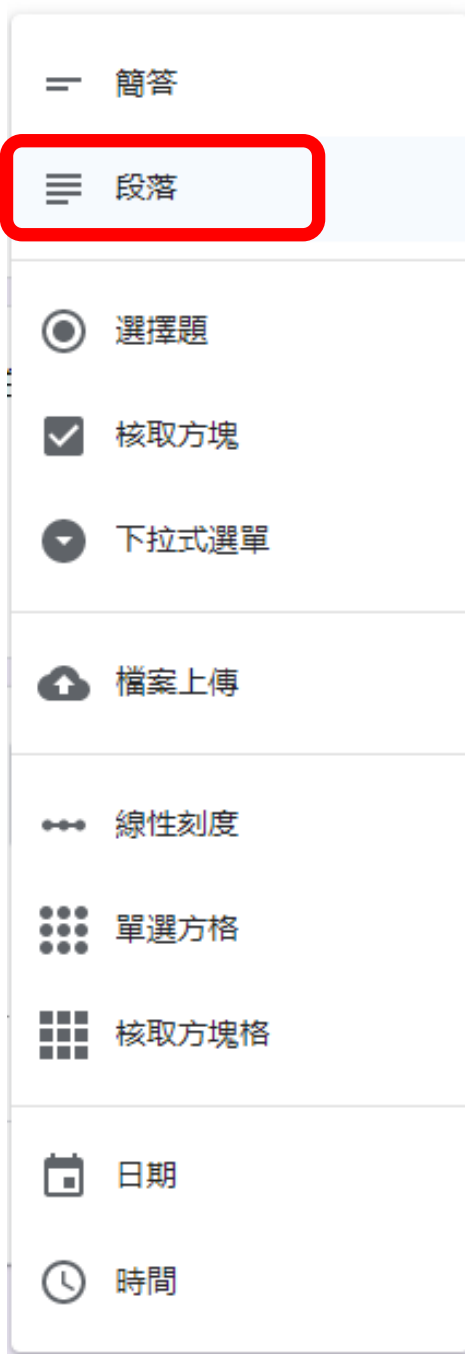 簡答
段落
選擇題
核取方塊
下拉式選單
檔案上傳
線性刻度
單選方格
核取方塊格
日期
時間